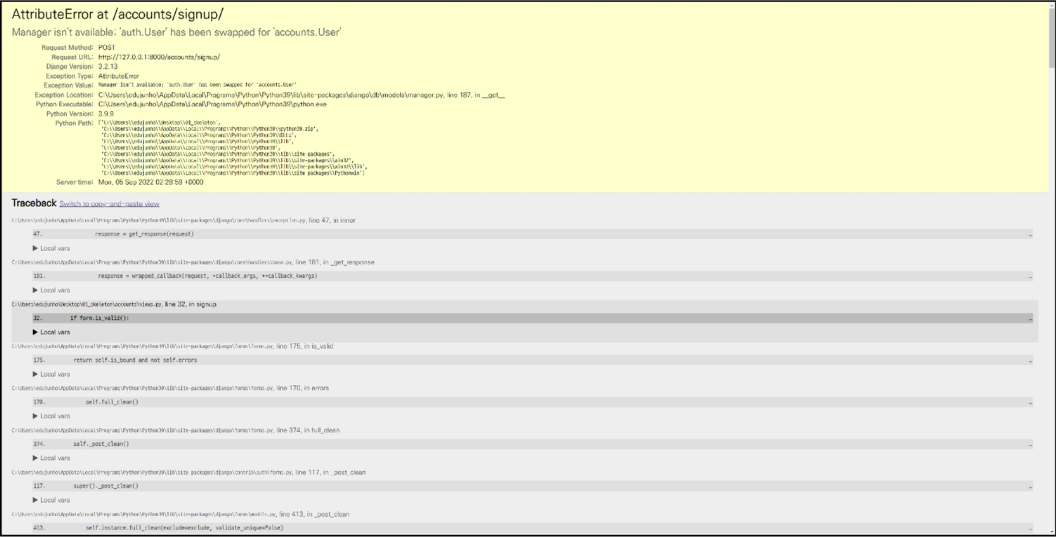 AttributeError at /accounts/signup/
Manager isn't available; 'auth.User' has been swapped for 'accounts.User'
Request Method: POST
Request URL: http://127.0.0.1:8000/accounts/signup/
Django Version: 3.2.13
Exception Type: AttributeError
Exception Value: Manager isn't available; 'auth.User' has been swapped for 'accounts.User'
Exception Location: C:\Users\edujunho\AppData\Local\Programs\Python\Python39\lib\site-packages\django\db\models\manager.py, line 187, in __get__
Python Executable: C:\Users\edujunho\AppData\Local\Programs\Python\Python39\python.exe
Python Version: 3.9.9
Python Path: ['C:\\Users\\edujunho\\Desktop\\01_skeleton',
'C:\\Users\\edujunho\\AppData\\Local\\Programs\\Python\\Python39\\python39.zip',
'C:\\Users\\edujunho\\AppData\\Local\\Programs\\Python\\Python39\\DLLs',
'C:\\Users\\edujunho\\AppData\\Local\\Programs\\Python\\Python39\\lib',
'C:\\Users\\edujunho\\AppData\\Local\\Programs\\Python\\Python39',
'C:\\Users\\edujunho\\AppData\\Local\\Programs\\Python\\Python39\\lib\\site-packages',
'C:\\Users\\edujunho\\AppData\\Local\\Programs\\Python\\Python39\\lib\\site-packages\\win32',
'C:\\Users\\edujunho\\AppData\\Local\\Programs\\Python\\Python39\\lib\\site-packages\\win32\\lib',
'C:\\Users\\edujunho\\AppData\\Local\\Programs\\Python\\Python39\\lib\\site-packages\\Pythonwin']
Server time: Mon, 05 Sep 2022 02:28:58 +0000
Traceback Switch to copy-and-paste view
C:\Users\edujunho\AppData\Local\Programs\Python\Python39\lib\site-packages\django\core\handlers\exception.py, line 47, in inner
47. response = get_response(request) …
▶ Local vars
C:\Users\edujunho\AppData\Local\Programs\Python\Python39\lib\site-packages\django\core\handlers\base.py, line 181, in _get_response
181. response = wrapped_callback(request, *callback_args, **callback_kwargs) …
▶ Local vars
C:\Users\edujunho\Desktop\01_skeleton\accounts\views.py, line 32, in signup
32. if form.is_valid(): …
▶ Local vars
C:\Users\edujunho\AppData\Local\Programs\Python\Python39\lib\site-packages\django\forms\forms.py, line 175, in is_valid
175. return self.is_bound and not self.errors …
▶ Local vars
C:\Users\edujunho\AppData\Local\Programs\Python\Python39\lib\site-packages\django\forms\forms.py, line 170, in errors
170. self.full_clean() …
▶ Local vars
C:\Users\edujunho\AppData\Local\Programs\Python\Python39\lib\site-packages\django\forms\forms.py, line 374, in full_clean
374. self._post_clean() …
▶ Local vars
C:\Users\edujunho\AppData\Local\Programs\Python\Python39\lib\site-packages\django\contrib\auth\forms.py, line 117, in _post_clean
117. super()._post_clean() …
▶ Local vars
C:\Users\edujunho\AppData\Local\Programs\Python\Python39\lib\site-packages\django\forms\models.py, line 413, in _post_clean
413. self.instance.full_clean(exclude=exclude, validate_unique=False) …